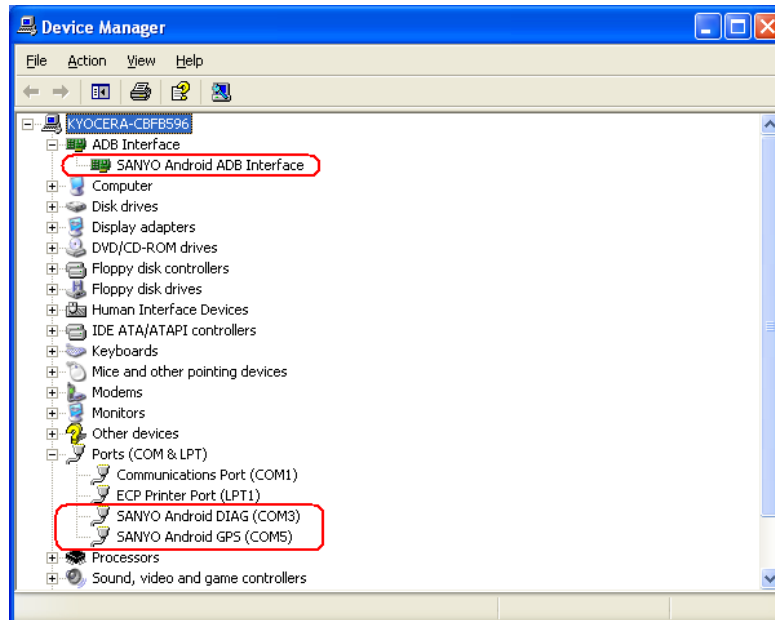 Device Manager
File Action View Help
KYOCERA-CBFB596
ADB Interface
SANYO Android ADB Interface
Computer
Disk drives
Display adapters
DVD/CD-ROM drives
Floppy disk controllers
Floppy disk drives
Human Interface Devices
IDE ATA/ATAPI controllers
Keyboards
Mice and other pointing devices
Modems
Monitors
Other devices
Ports (COM & LPT)
Communications Port (COM1)
ECP Printer Port (LPT1)
SANYO Android DIAG (COM3)
SANYO Android GPS (COM5)
Processors
Sound, video and game controllers